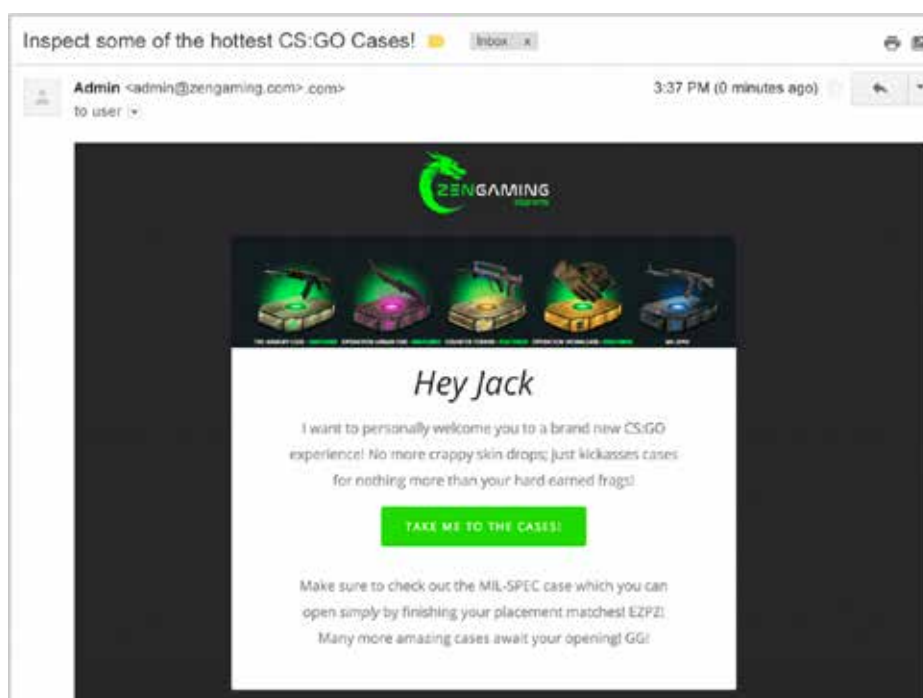 Inspect some of the hottest CS:GO Cases!
Inbox x
Admin <admin@zengaming.com> .com>
3:37 PM (0 minutes ago)
to user
ZENGAMING
Hey Jack
I want to personally welcome you to a brand new CS:GO
experience! No more crappy skin drops; just kickasses cases
for nothing more than your hard earned frags!
TAKE ME TO THE CASES!
Make sure to check out the MIL-SPEC case which you can
open simply by finishing your placement matches! EZPZ!
Many more amazing cases await your opening! GG!